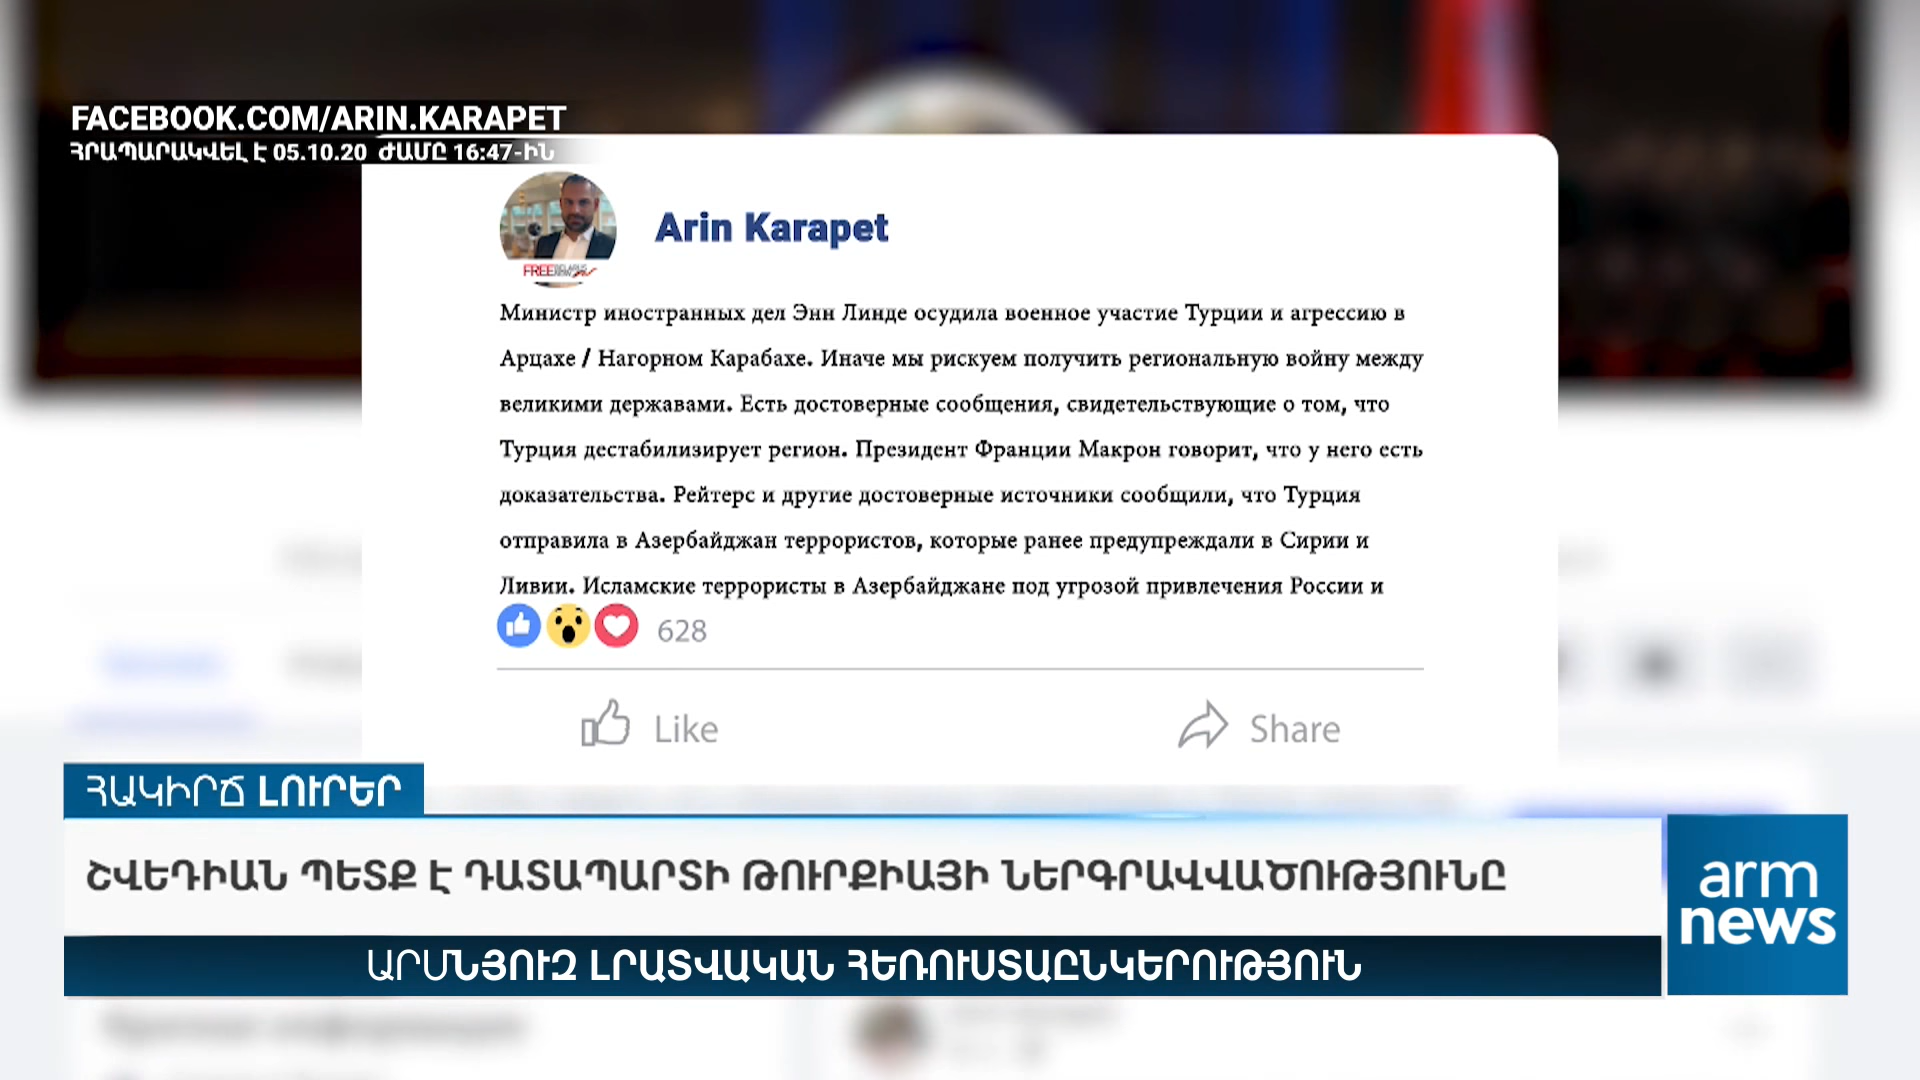 FACEBOOK.COM/ARIN.KARAPET
ՀՐԱՊԱՐԱԿՎԵԼ Է 05.10.20 ԺԱՄԸ 16:47-ԻՆ
Arin Karapet
FREE
Министр иностранных дел Энн Линде осудила военное участие Турции и агрессию в
Арцахе / Нагорном Карабахе. Иначе мы рискуем получить региональную войну между
великими державами. Есть достоверные сообщения, свидетельствующие о том, что
Турция дестабилизирует регион. Президент Франции Макрон говорит, что у него есть
доказательства. Рейтерс и другие достоверные источники сообщили, что Турция
отправила в Азербайджан террористов, которые ранее предупреждали в Сирии и
Ливии. Исламские террористы в Азербайджане под угрозой привлечения России и
628
Like
Share
ՀԱԿԻՐՃ ԼՈՒՐԵՐ
ՇՎԵԴԻԱՆ ՊԵՏՔ Է ԴԱՏԱՊԱՐՏԻ ԹՈՒՐՔԻԱՅԻ ՆԵՐԳՐԱՎՎԱԾՈՒԹՅՈՒՆԸ
arm
news
ԱՐՄՆՅՈՒԶ ԼՐԱՏՎԱԿԱՆ ՀԵՌՈՒՍՏԱԸՆԿԵՐՈՒԹՅՈՒՆ